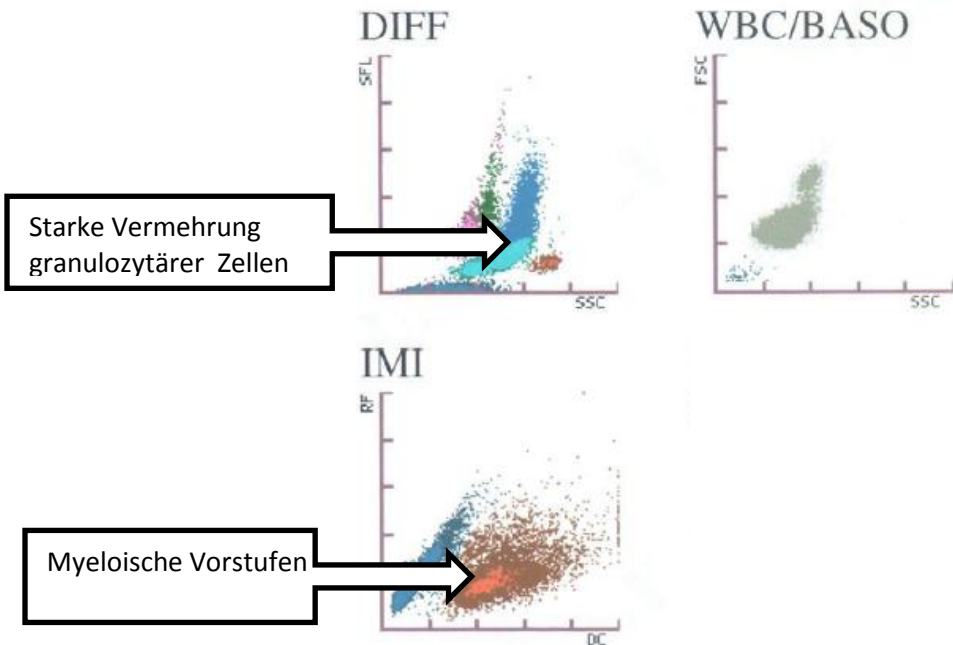 DIFF
SFL
SSC
WBC/BASO
FSC
SSC
Starke Vermehrung
granulozytärer Zellen
IMI
RF
DC
Myeloische Vorstufen